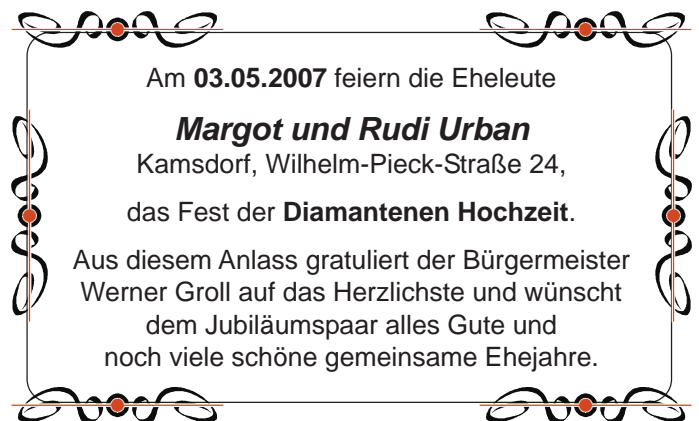 Am 03.05.2007 feiern die Eheleute
Margot und Rudi Urban
Kamsdorf, Wilhelm-Pieck-Straße 24,
das Fest der Diamantenen Hochzeit.
Aus diesem Anlass gratuliert der Bürgermeister
Werner Groll auf das Herzlichste und wünscht
dem Jubiläumspaar alles Gute und
noch viele schöne gemeinsame Ehejahre.